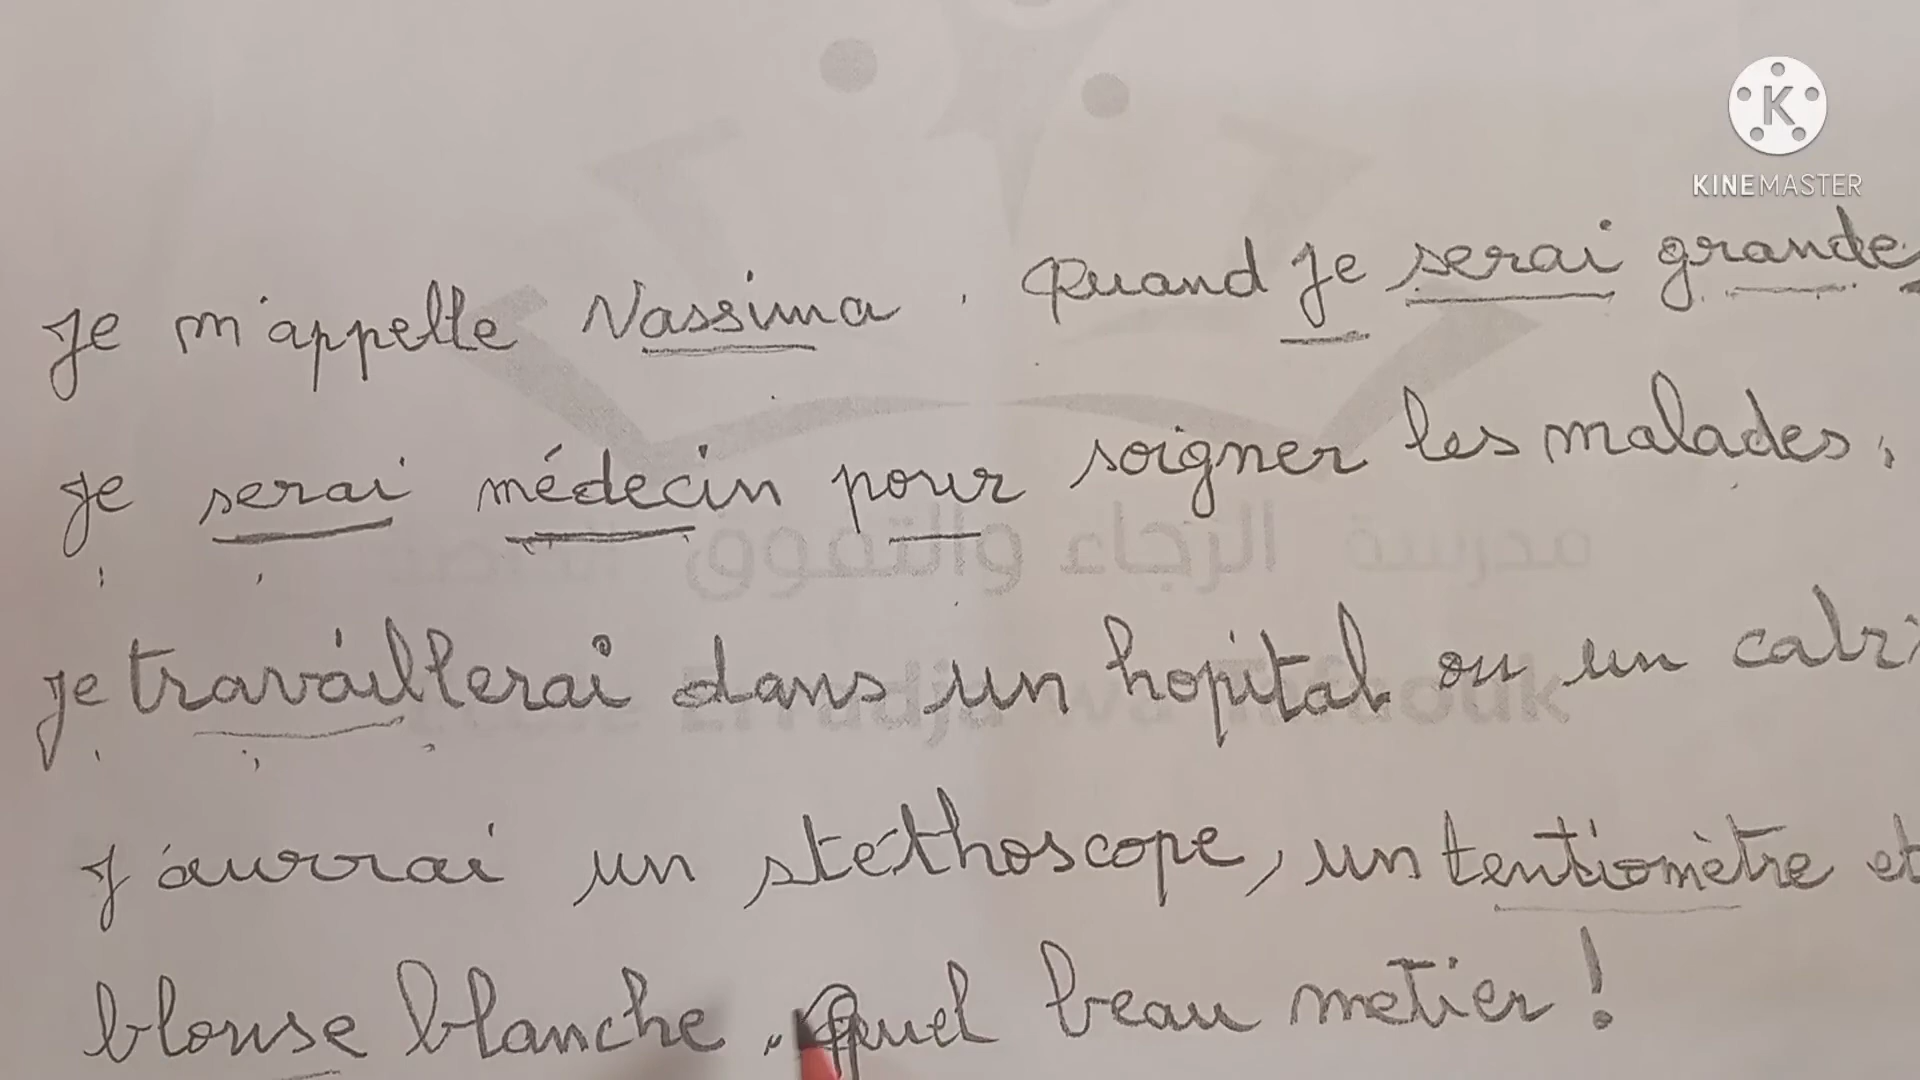 KINEMASTER
Je m'appelle Nassima. Quand Je serai grande
Je serai médecin pour soigner les malades,
مدرسة الرجاء والتفوق
Je travaillerai dans un hopital ou un
J'aurrai un stéthoscope, un tentiomètre et
blouse blanche. Quel beau metier !